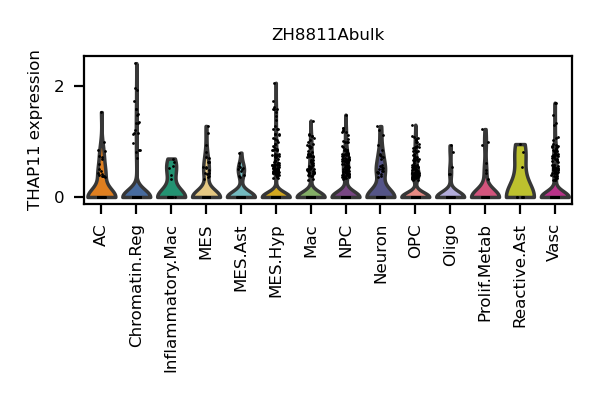 ZH8811Abulk
THAP11 expression
2
0
AC
Chromatin.Reg
Inflammatory.Mac
MES
MES.Ast
MES.Hyp
Mac
NPC
Neuron
OPC
Oligo
Prolif.Metab
Reactive.Ast
Vasc